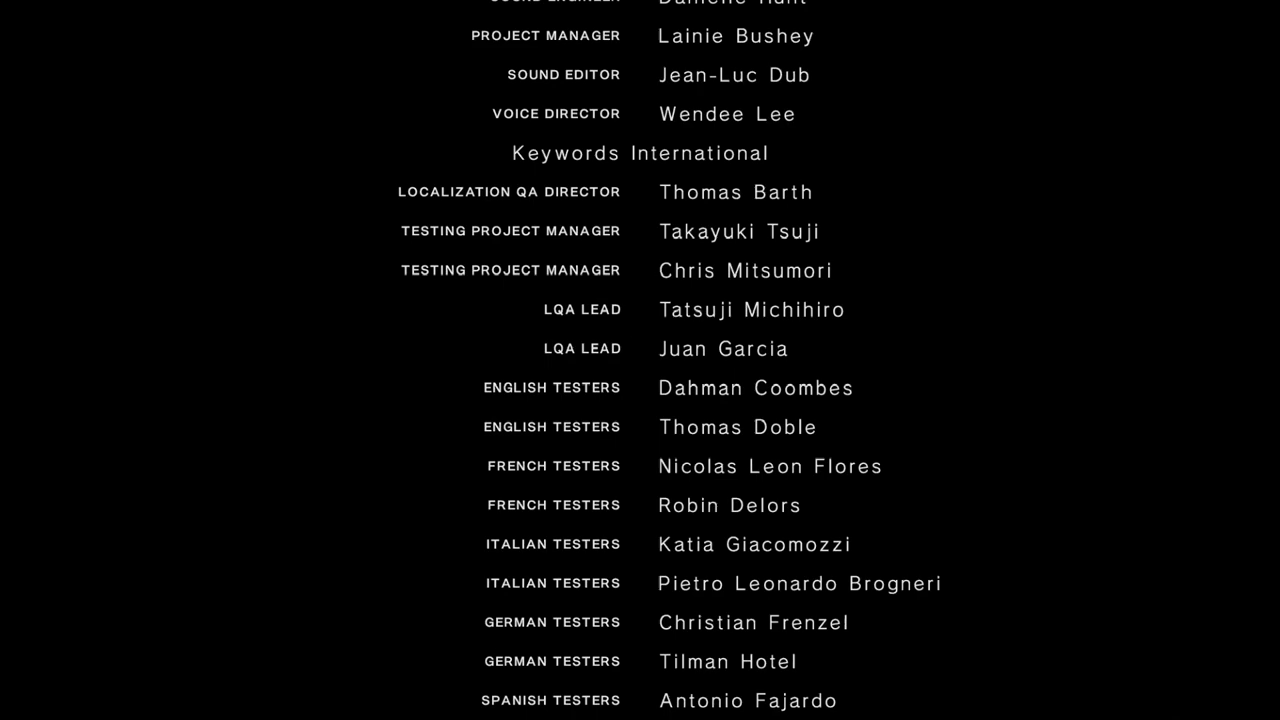 SOUND ENGINEER Danielle Hunt
PROJECT MANAGER Lainie Bushey
SOUND EDITOR Jean-Luc Dub
VOICE DIRECTOR Wendee Lee
Keywords International
LOCALIZATION QA DIRECTOR Thomas Barth
TESTING PROJECT MANAGER Takayuki Tsuji
TESTING PROJECT MANAGER Chris Mitsumori
LQA LEAD Tatsuji Michihiro
LQA LEAD Juan Garcia
ENGLISH TESTERS Dahman Coombes
ENGLISH TESTERS Thomas Doble
FRENCH TESTERS Nicolas Leon Flores
FRENCH TESTERS Robin Delors
ITALIAN TESTERS Katia Giacomozzi
ITALIAN TESTERS Pietro Leonardo Brogneri
GERMAN TESTERS Christian Frenzel
GERMAN TESTERS Tilman Hotel
SPANISH TESTERS Antonio Fajardo